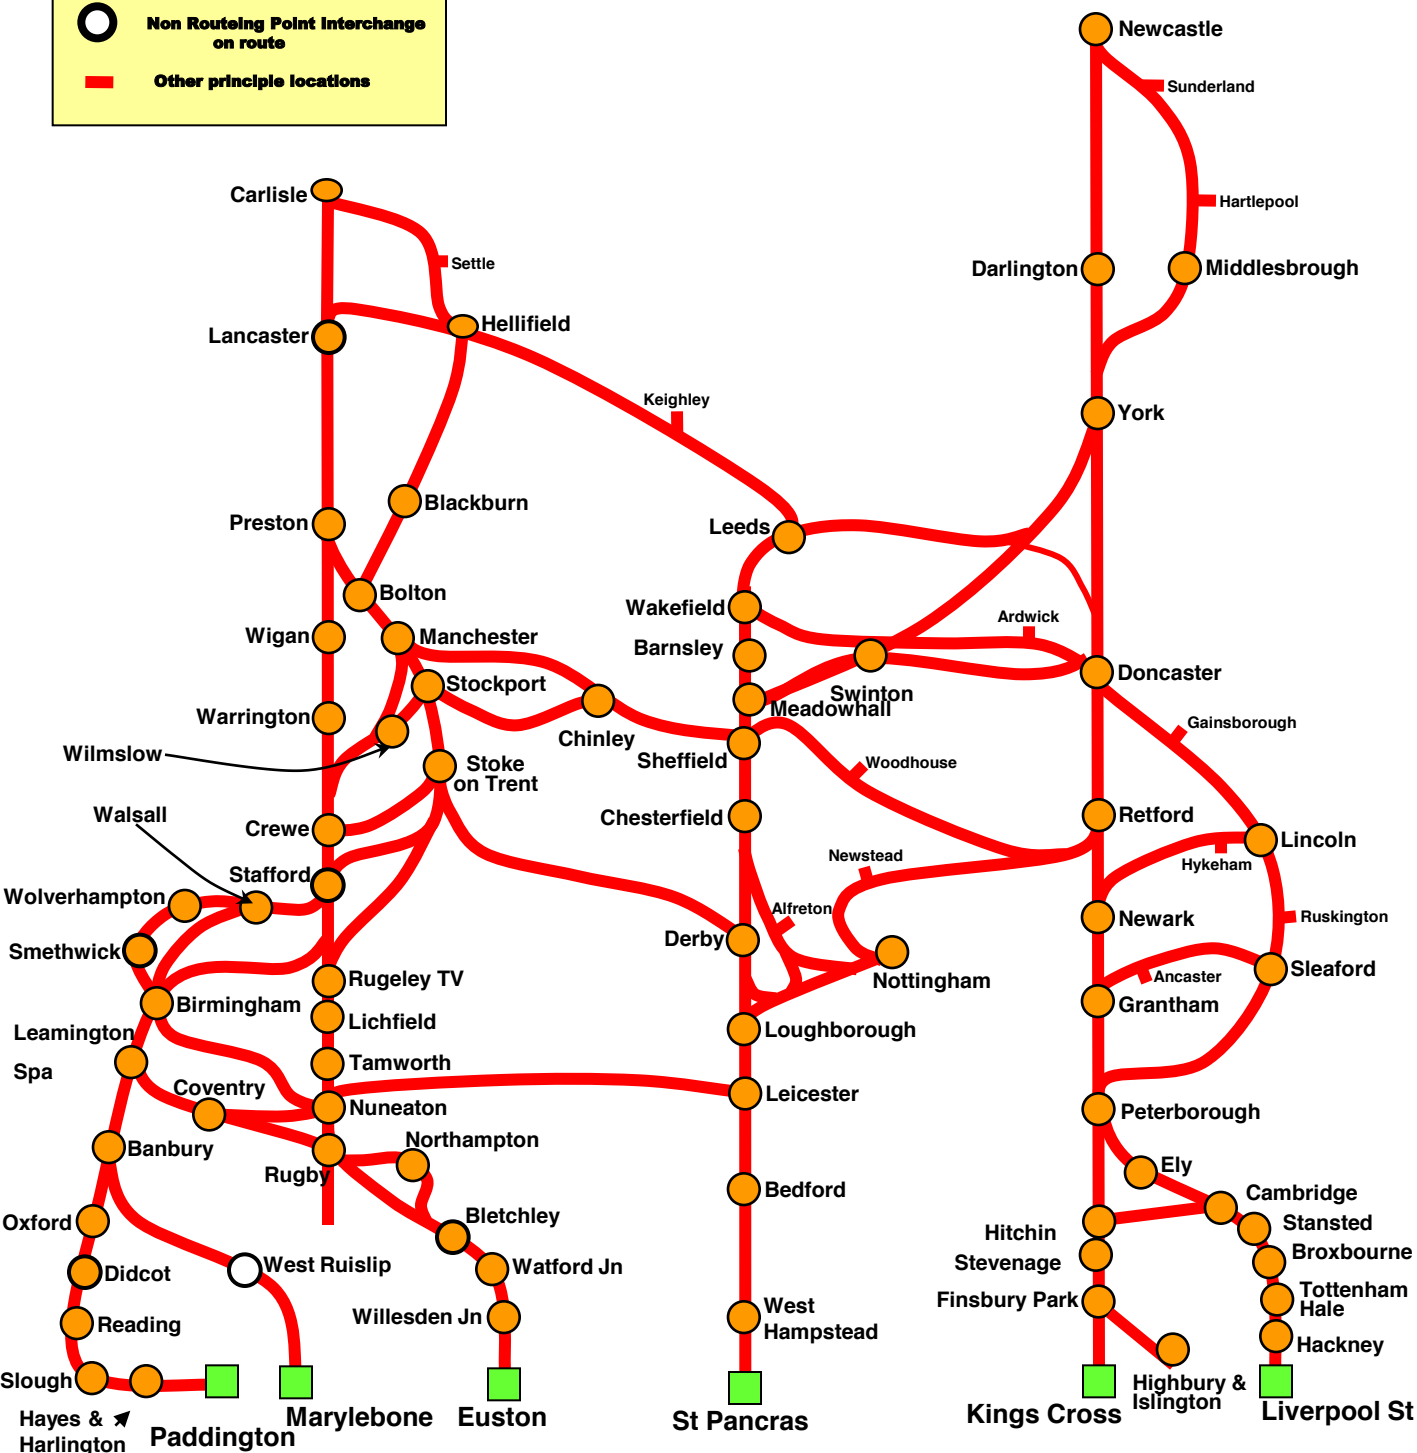 Non Routeing Point Interchange
on route
Other principle locations
Newcastle
Sunderland
Carlisle
Hartlepool
Settle
Darlington
Middlesbrough
Lancaster
Hellifield
Keighley
York
Preston
Blackburn
Leeds
Bolton
Wakefield
Ardwick
Wigan
Manchester
Barnsley
Stockport
Swinton
Doncaster
Warrington
Meadowhall
Gainsborough
Wilmslow
Chinley
Sheffield
Woodhouse
Stoke
on Trent
Walsall
Crewe
Chesterfield
Retford
Lincoln
Newstead
Hykeham
Stafford
Wolverhampton
Alfreton
Newark
Ruskington
Smethwick
Derby
Nottingham
Ancaster
Sleaford
Rugeley TV
Birmingham
Grantham
Lichfield
Loughborough
Leamington
Spa
Tamworth
Coventry
Nuneaton
Leicester
Peterborough
Banbury
Northampton
Rugby
Ely
Bedford
Cambridge
Oxford
Bletchley
Hitchin
Stansted
Stevenage
Broxbourne
Didcot
West Ruislip
Watford Jn
Finsbury Park
Tottenham
Hale
Reading
Willesden Jn
West
Hampstead
Hackney
Slough
Highbury &
Islington
Hayes &
Harlington
Paddington
Marylebone
Euston
St Pancras
Kings Cross
Liverpool St